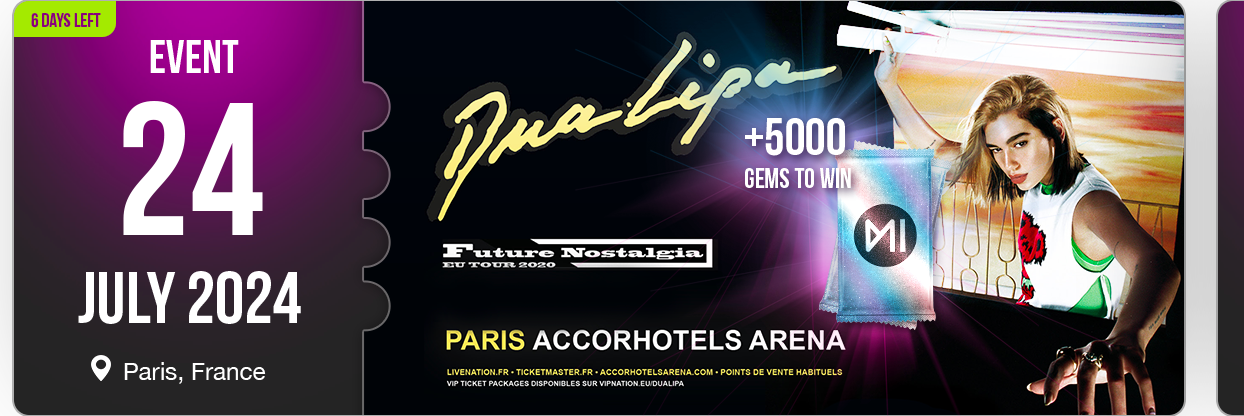 6 DAYS LEFT
EVENT
24
JULY 2024
Paris, France
Dua Lipa
+5000
GEMS TO WIN
MI
Future Nostalgia
EU TOUR 2020
PARIS ACCORHOTELS ARENA
LIVENATION.FR • TICKETMASTER.FR • ACCORHOTELSARENA.COM • POINTS DE VENTE HABITUELS
VIP TICKET PACKAGES DISPONIBLES SUR VIPNATION.EU/DUALIPA